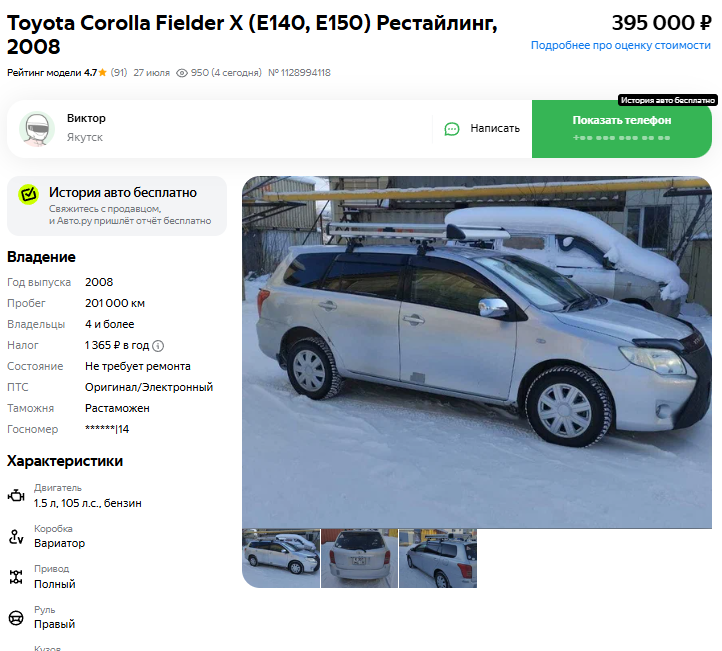 Toyota Corolla Fielder X (E140, E150) Рестайлинг,
2008
395 000 ₽
Подробнее про оценку стоимости
Рейтинг модели 4.7 (91) 27 июля 950 (4 сегодня) № 1128994118
История авто бесплатно
Виктор
Якутск
Написать
Показать телефон
История авто бесплатно
Свяжитесь с продавцом,
и Авто.ру пришлёт отчёт бесплатно
Владение
Год выпуска 2008
Пробег 201 000 км
Владельцы 4 и более
Налог 1 365 ₽ в год
Состояние Не требует ремонта
ПТС Оригинал/Электронный
Таможня Растаможен
Госномер ******|14
Характеристики
Двигатель
1.5 л, 105 л.с., бензин
Коробка
Вариатор
Привод
Полный
Руль
Правый
Кузов